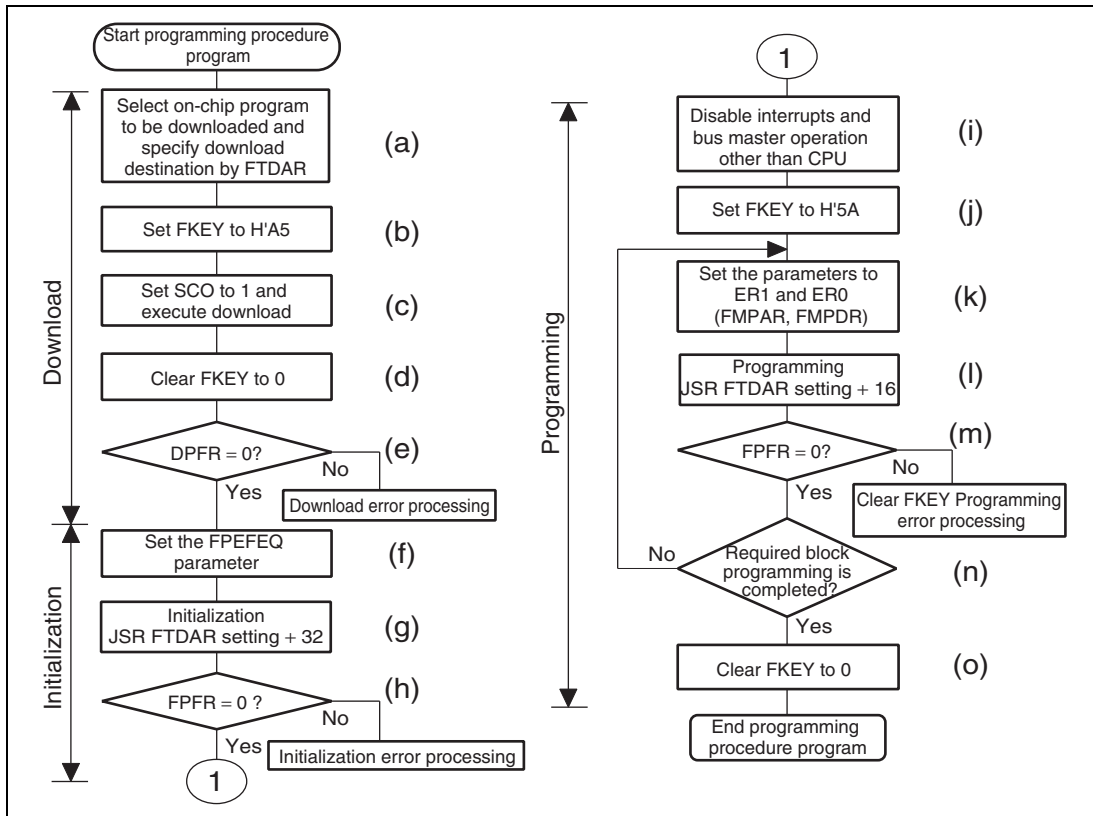 Start programming procedure
program
Select on-chip program
to be downloaded and
specify download
destination by FTDAR
(a)
Set FKEY to H'A5
(b)
Set SCO to 1 and
execute download
(c)
Clear FKEY to 0
(d)
DPFR = 0?
(e)
No
Yes
Download error processing
Download
Set the FPEFEQ
parameter
(f)
Initialization
JSR FTDAR setting + 32
(g)
FPFR = 0 ?
(h)
No
Yes
Initialization error processing
Initialization
1
1
Disable interrupts and
bus master operation
other than CPU
(i)
Set FKEY to H'5A
(j)
Set the parameters to
ER1 and ER0
(FMPAR, FMPDR)
(k)
Programming
JSR FTDAR setting + 16
(l)
FPFR = 0?
(m)
No
Yes
Clear FKEY Programming
error processing
No
Required block
programming is
completed?
(n)
Yes
Clear FKEY to 0
(o)
End programming
procedure program
Programming